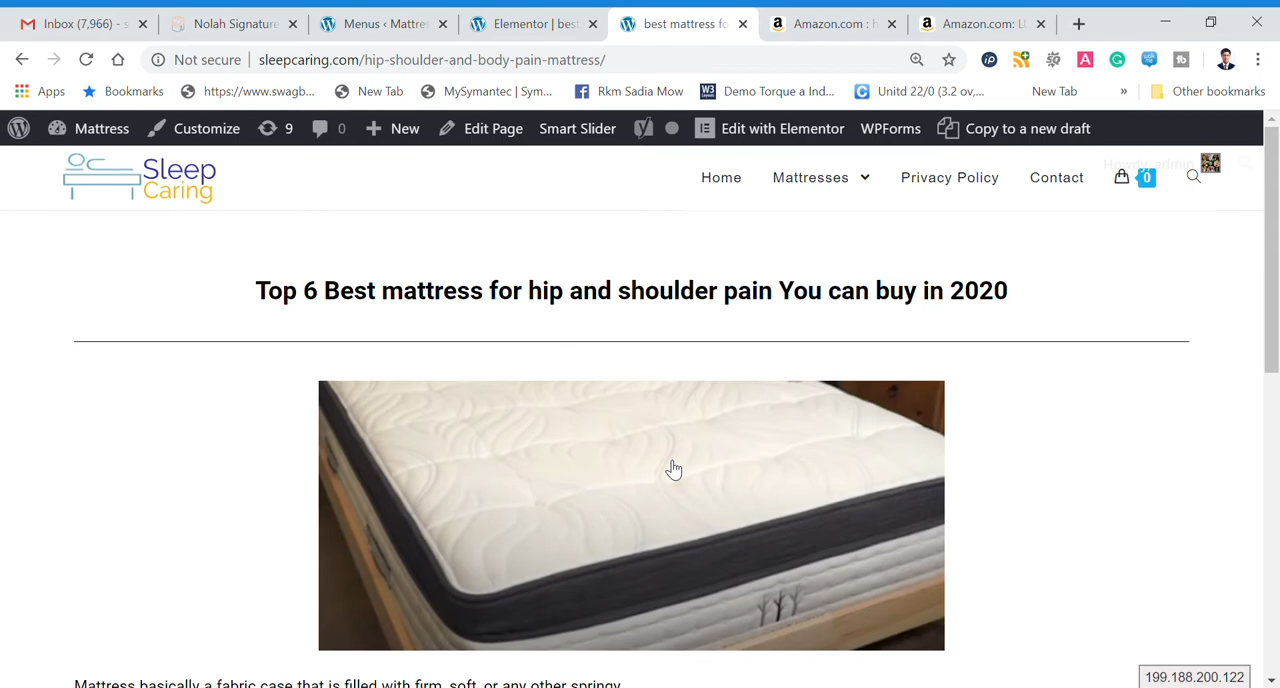 Inbox (7,966) - s
Nolah Signature
Menus ‹ Mattres
Elementor | best
best mattress fo
Amazon.com : h
Amazon.com: LU
Not secure
sleepcaring.com/hip-shoulder-and-body-pain-mattress/
Apps
Bookmarks
https://www.swagb...
New Tab
MySymantec | Sym...
Rkm Sadia Mow
Demo Torque a Ind...
Unitd 22/0 (3.2 ov,...
New Tab
»
Other bookmarks
Mattress
Customize
9
0
New
Edit Page
Smart Slider
Edit with Elementor
WPForms
Copy to a new draft
Howdy, admin
Sleep
Caring
Home
Mattresses
Privacy Policy
Contact
0
Top 6 Best mattress for hip and shoulder pain You can buy in 2020
Mattress basically a fabric case that is filled with firm, soft, or any other springy
199.188.200.122